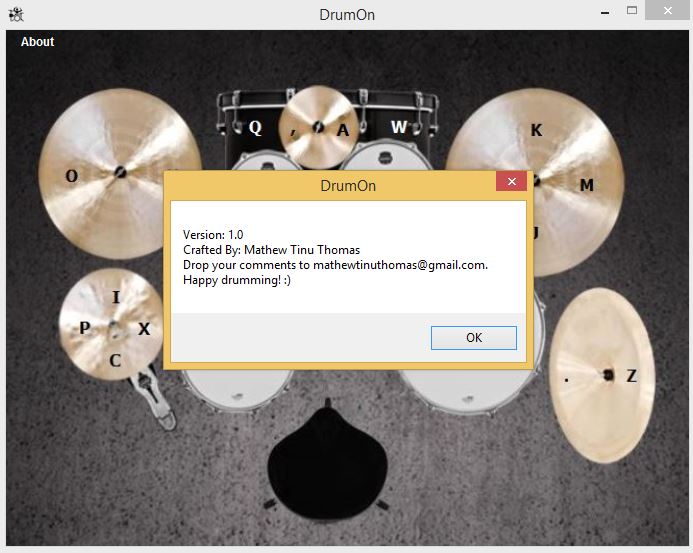 DrumOn
About
Q , A W
K
O
M
J
DrumOn
Version: 1.0
Crafted By: Mathew Tinu Thomas
Drop your comments to mathewtinuthomas@gmail.com.
Happy drumming! :)
OK
I
P X
C
. Z